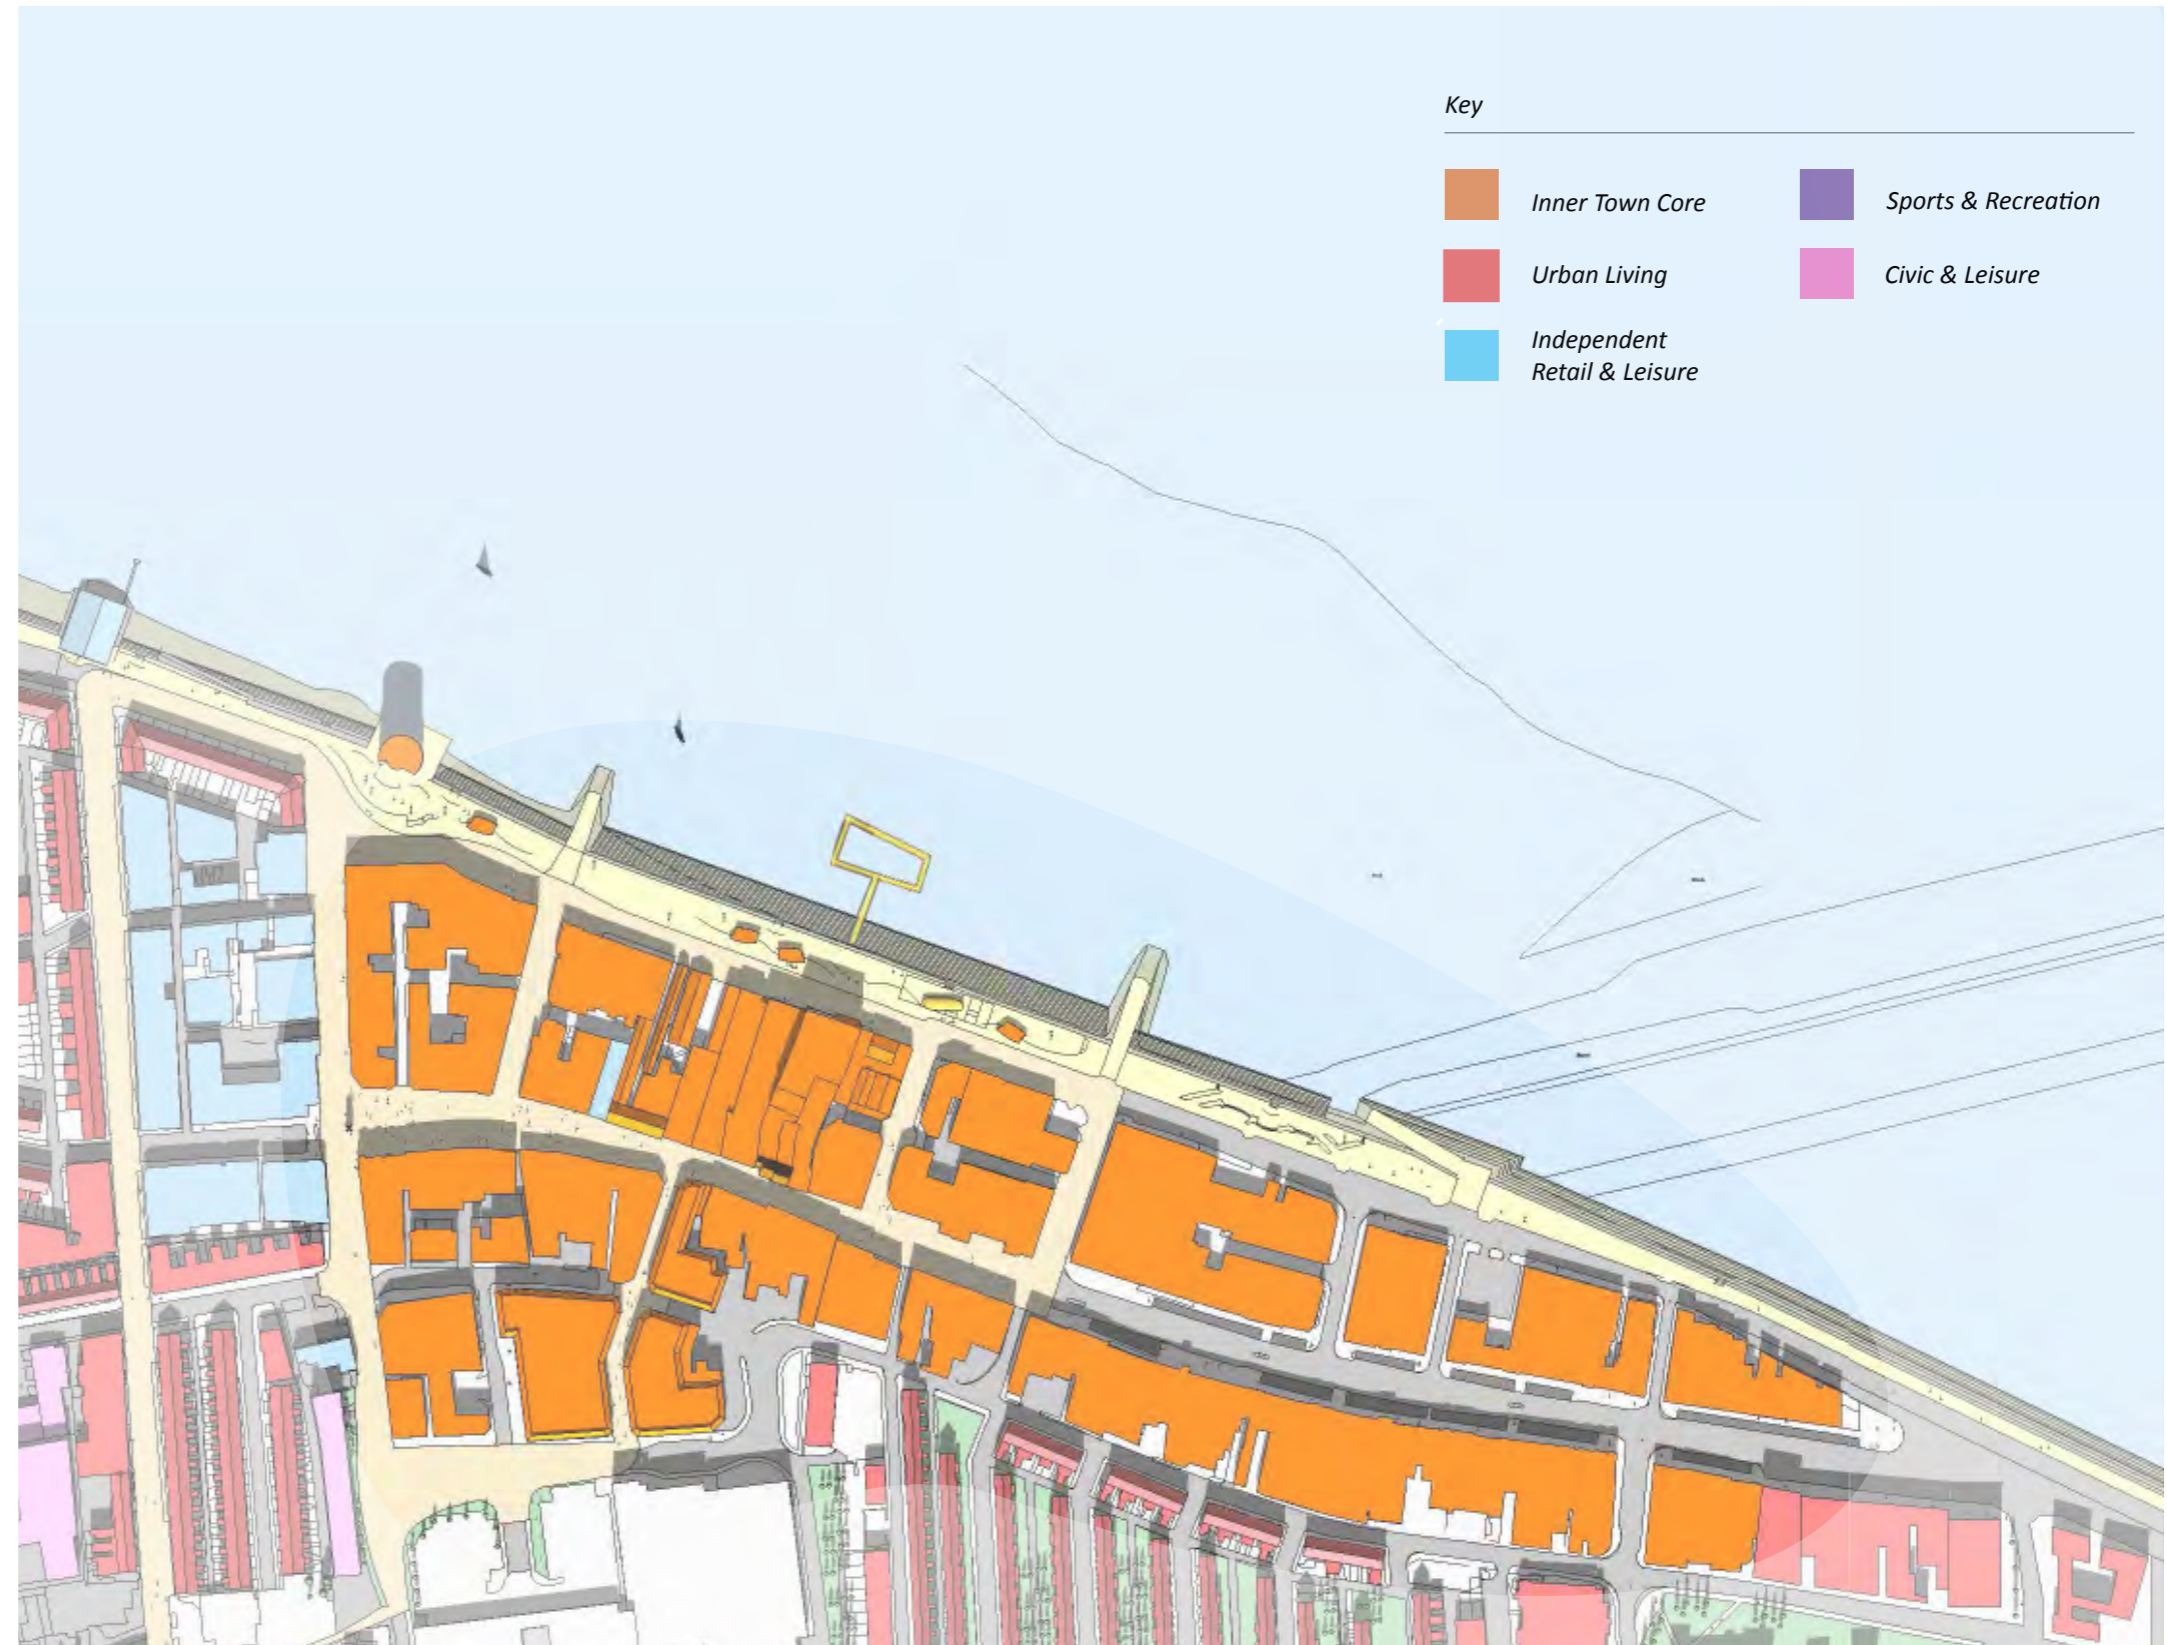 Key
Inner Town Core
Sports & Recreation
Urban Living
Civic & Leisure
Independent
Retail & Leisure